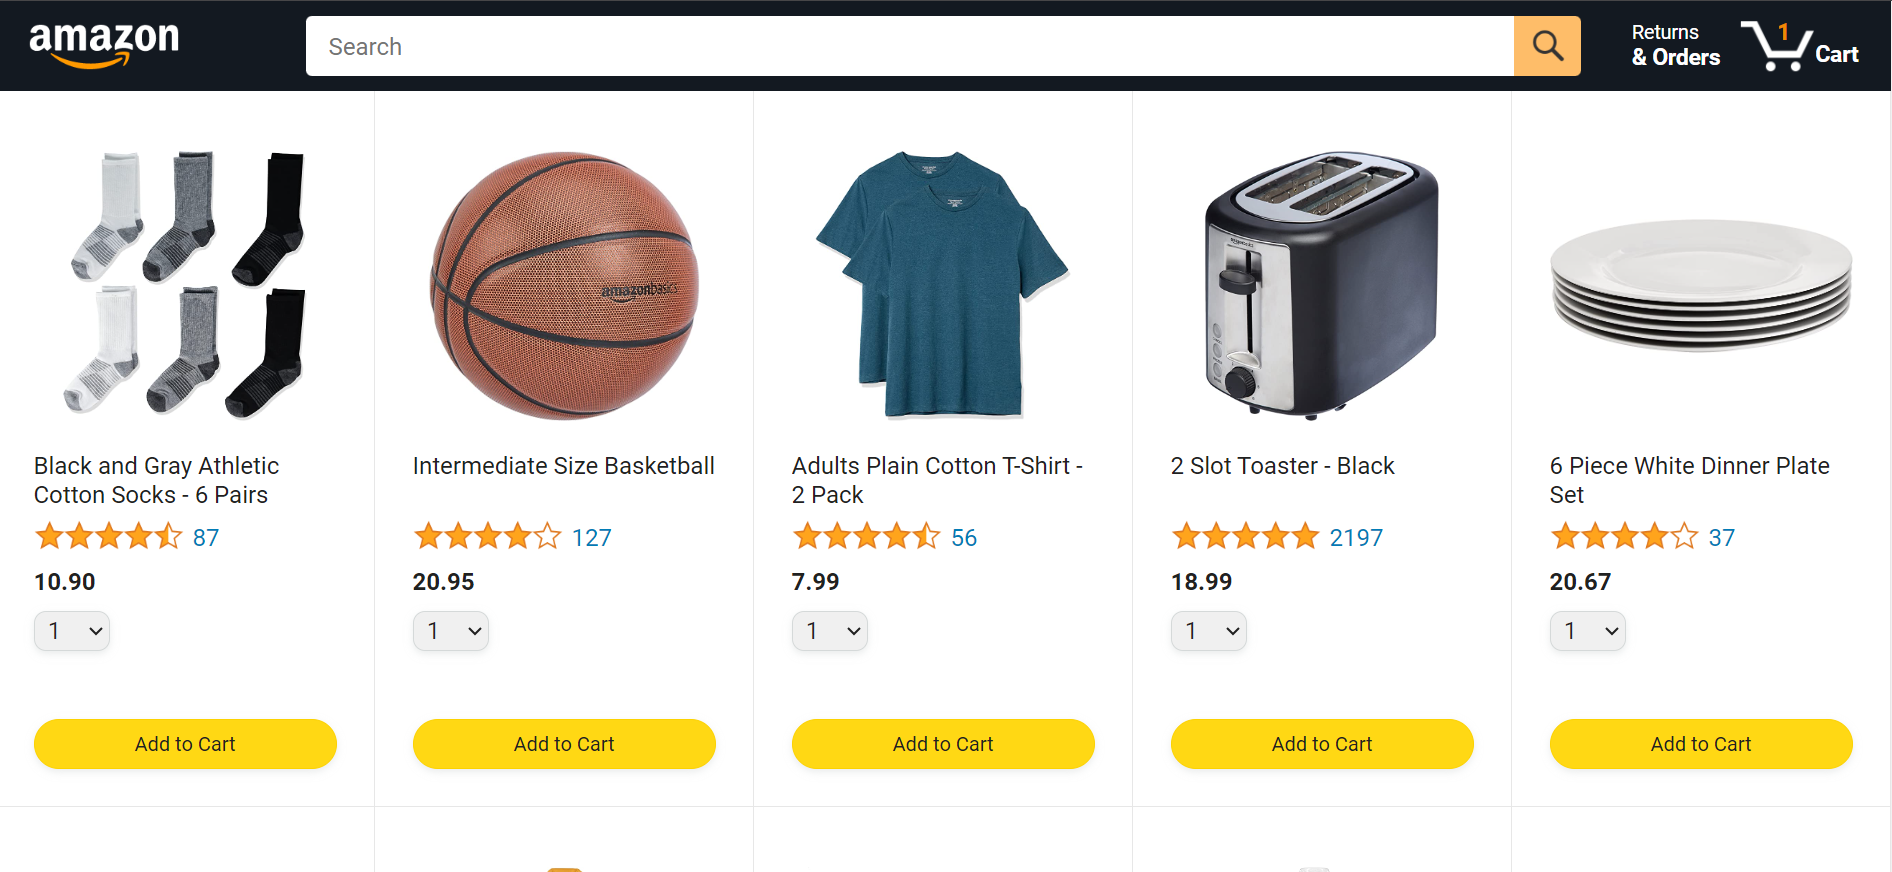 amazon
Search
Returns
& Orders
1
Cart
amazonbasics
Black and Gray Athletic
Cotton Socks - 6 Pairs
87
10.90
1
Add to Cart
Intermediate Size Basketball
127
20.95
1
Add to Cart
Adults Plain Cotton T-Shirt -
2 Pack
56
7.99
1
Add to Cart
2 Slot Toaster - Black
2197
18.99
1
Add to Cart
6 Piece White Dinner Plate
Set
37
20.67
1
Add to Cart